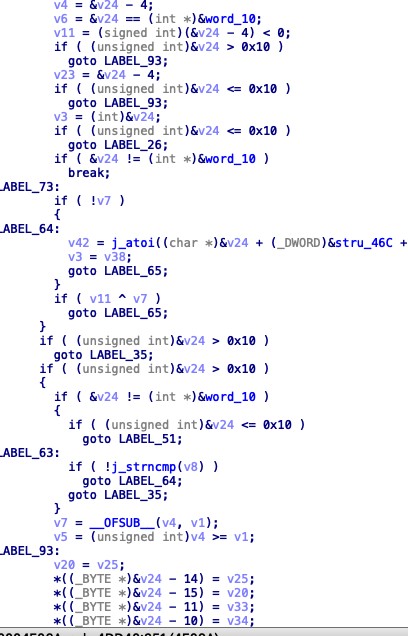 v4 = &v24 - 4;
v6 = &v24 == (int *)&word_10;
v11 = (signed int)(&v24 - 4) < 0;
if ( (unsigned int)&v24 > 0x10 )
goto LABEL_93;
v23 = &v24 - 4;
if ( (unsigned int)&v24 <= 0x10 )
goto LABEL_93;
v3 = (int)&v24;
if ( (unsigned int)&v24 <= 0x10 )
goto LABEL_26;
if ( &v24 != (int *)&word_10 )
break;
LABEL_73:
if ( !v7 )
{
LABEL_64:
v42 = j_atoi((char *)&v24 + (_DWORD)&stru_46C +
v3 = v38;
goto LABEL_65;
}
if ( v11 ^ v7 )
goto LABEL_65;
}
if ( (unsigned int)&v24 > 0x10 )
goto LABEL_35;
if ( (unsigned int)&v24 > 0x10 )
{
if ( &v24 != (int *)&word_10 )
{
if ( (unsigned int)&v24 <= 0x10 )
goto LABEL_51;
LABEL_63:
if ( !j_strncmp(v8) )
goto LABEL_64;
goto LABEL_35;
}
v7 = __OFSUB__(v4, v1);
v5 = (unsigned int)v4 >= v1;
LABEL_93:
v20 = v25;
*((_BYTE *)&v24 - 14) = v25;
*((_BYTE *)&v24 - 15) = v20;
*((_BYTE *)&v24 - 11) = v33;
*((_BYTE *)&v24 - 10) = v34;